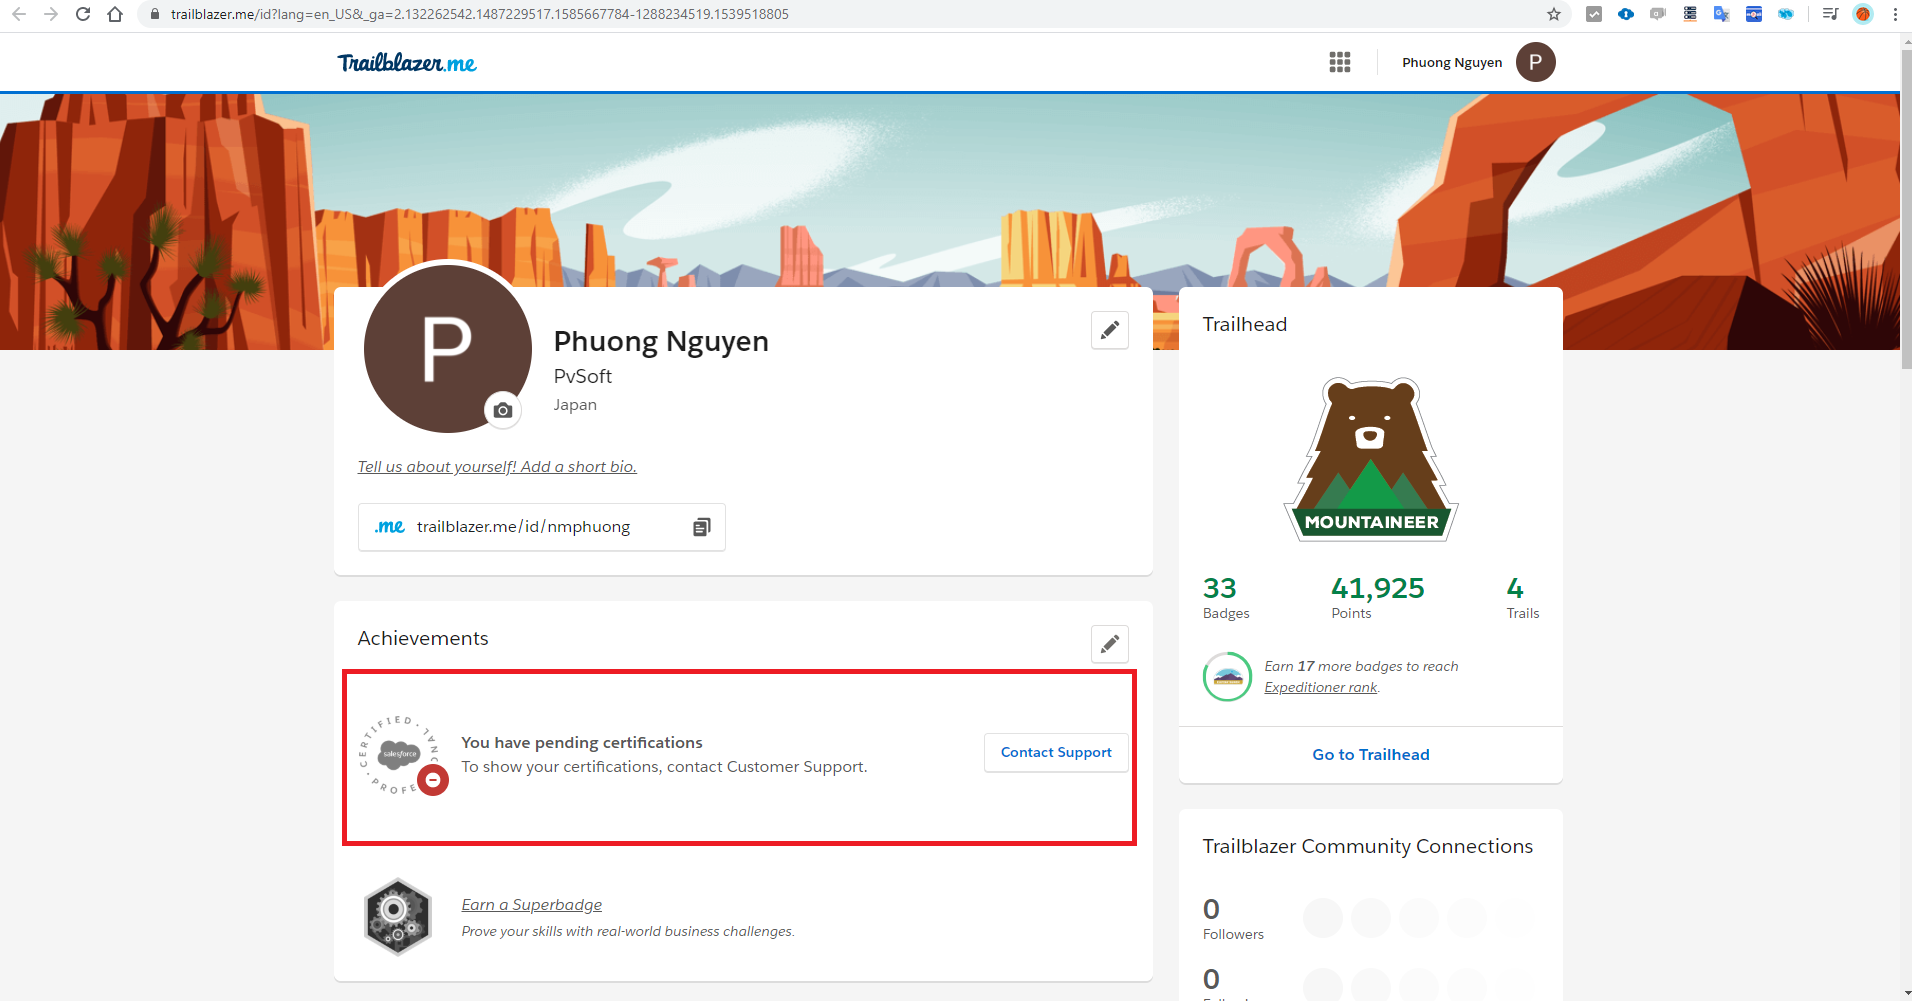 trailblazer.me/id?lang=en_US&_ga=2.132262542.1487229517.1585667784-1288234519.1539518805
Trailblazer.me
Phuong Nguyen
P
P
Phuong Nguyen
PvSoft
Japan
Tell us about yourself! Add a short bio.
.me trailblazer.me/id/nmphuong
Trailhead
MOUNTAINEER
33 41,925 4
Badges Points Trails
Earn 17 more badges to reach
Expeditioner rank.
Go to Trailhead
Achievements
CERTIFIED
salesforce
You have pending certifications
To show your certifications, contact Customer Support.
Contact Support
Earn a Superbadge
Prove your skills with real-world business challenges.
Trailblazer Community Connections
0
Followers
0